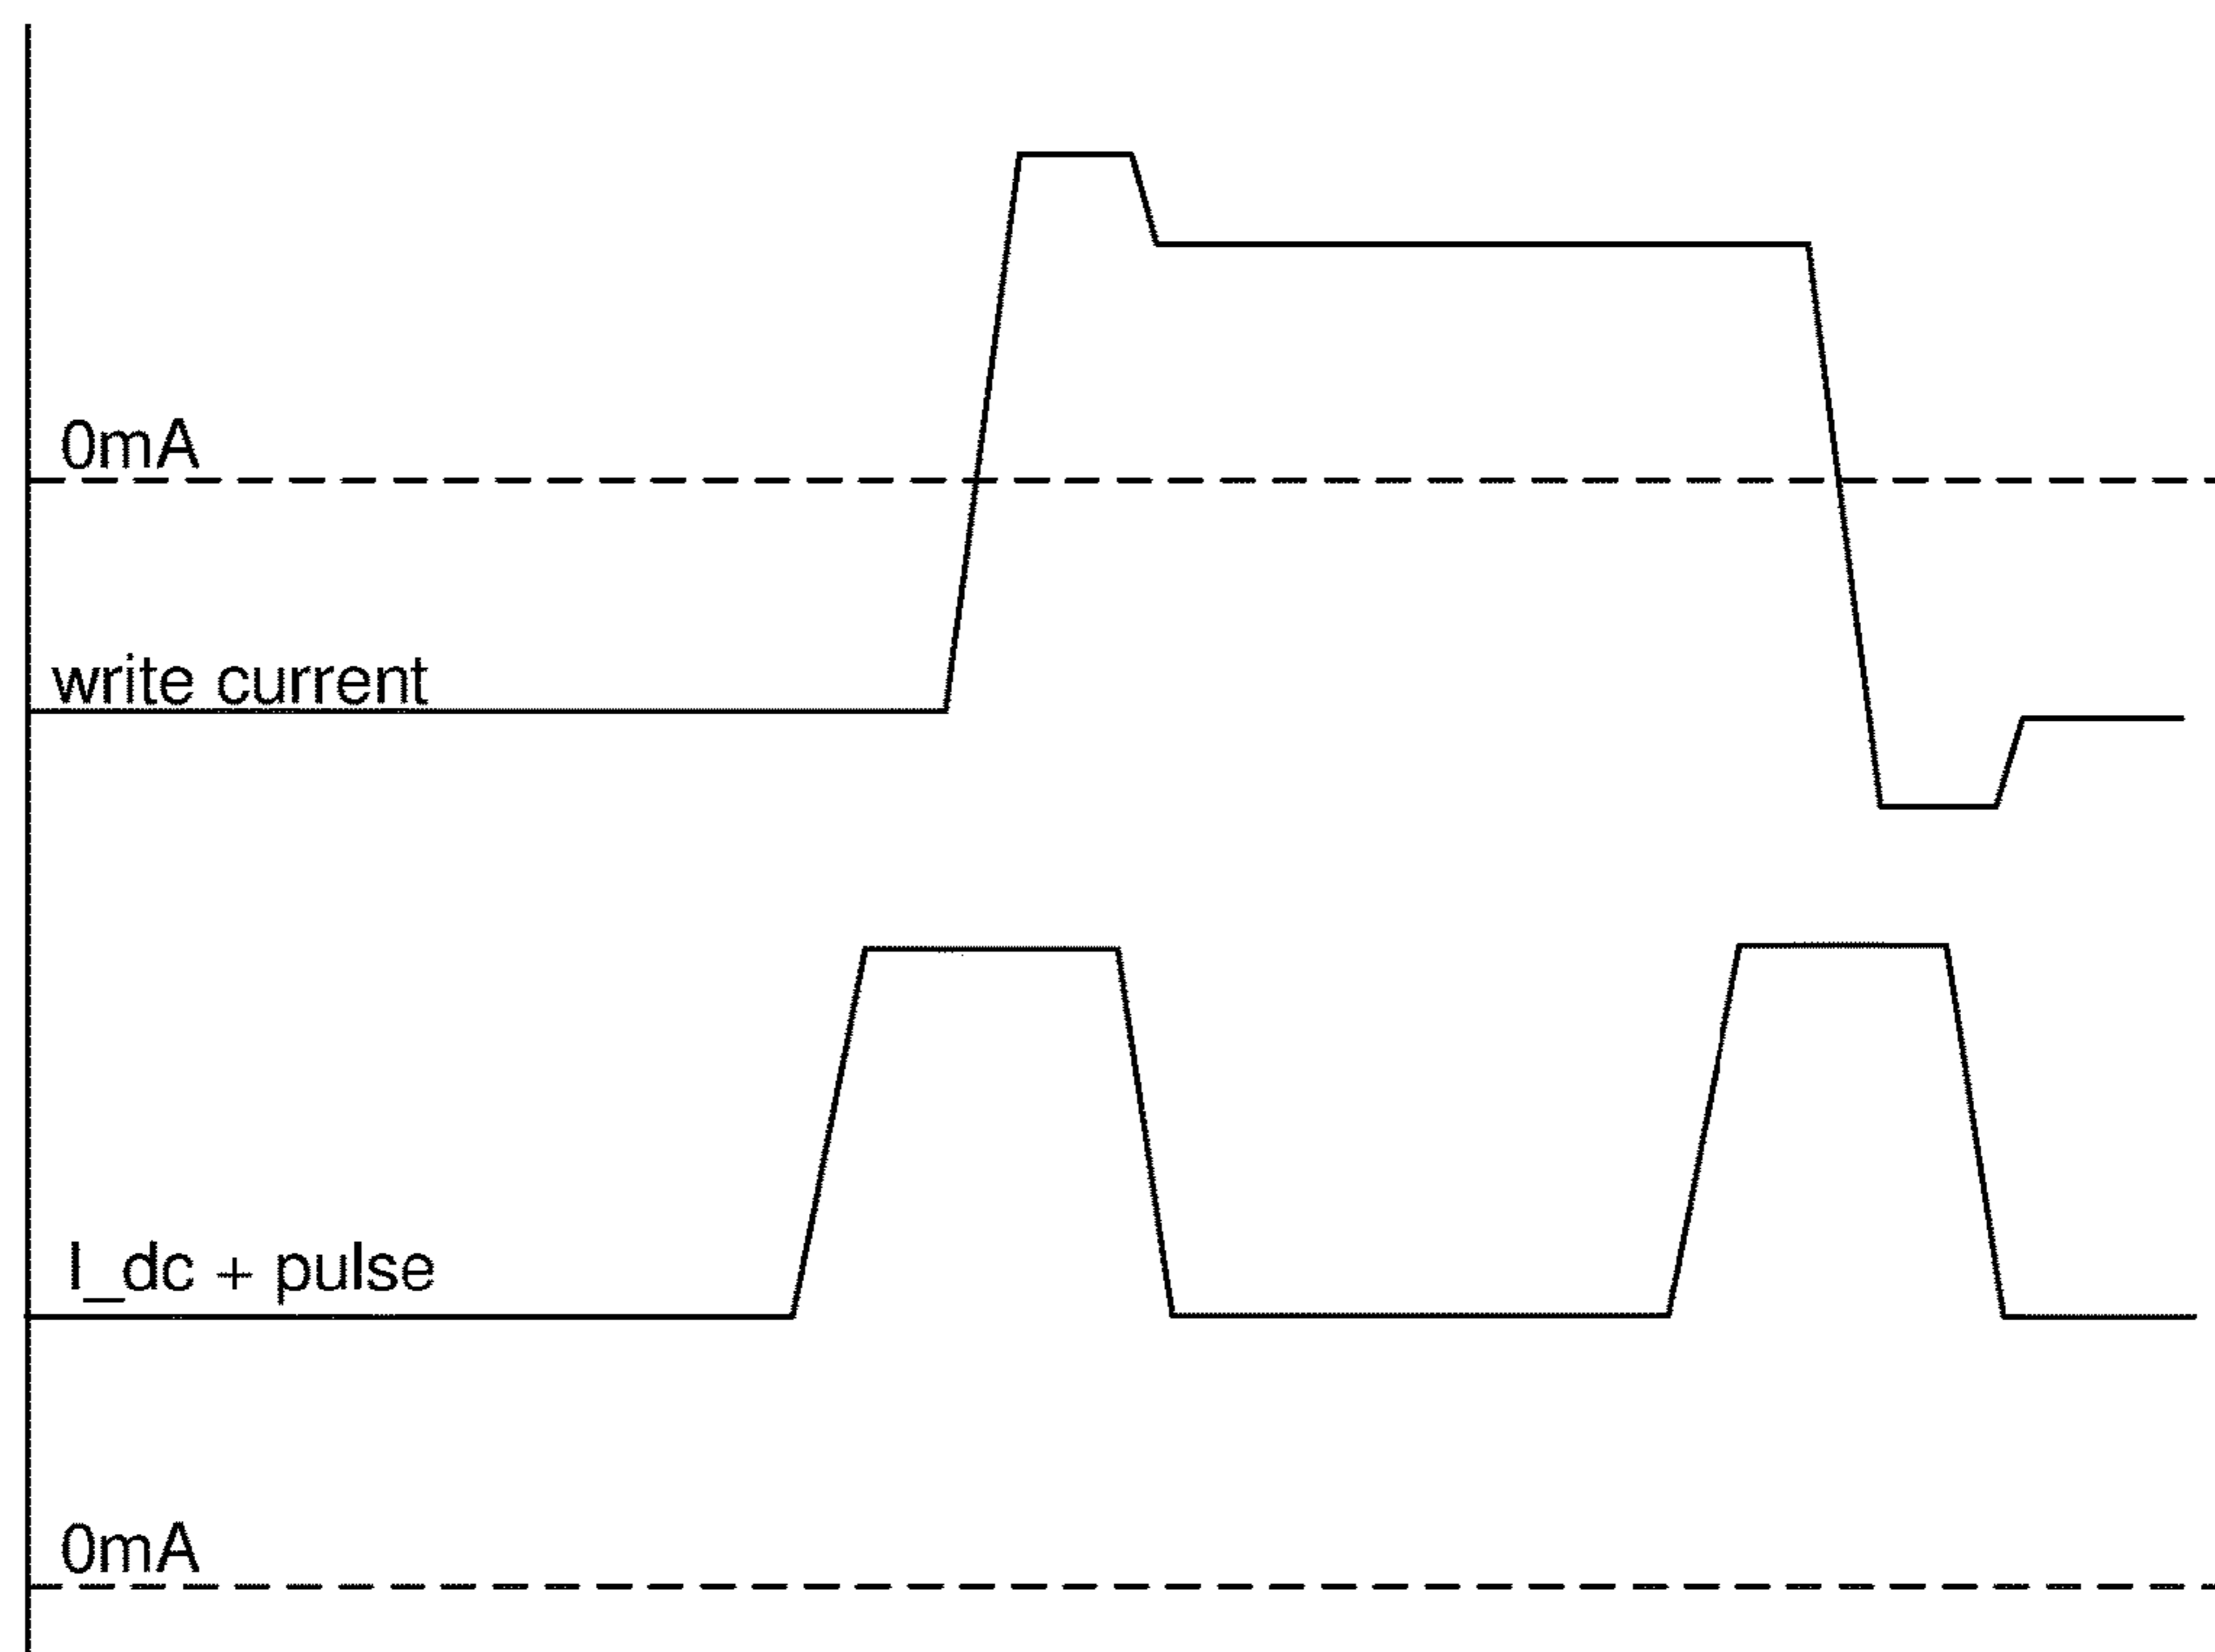 0mA
write current
I_dc + pulse
0mA